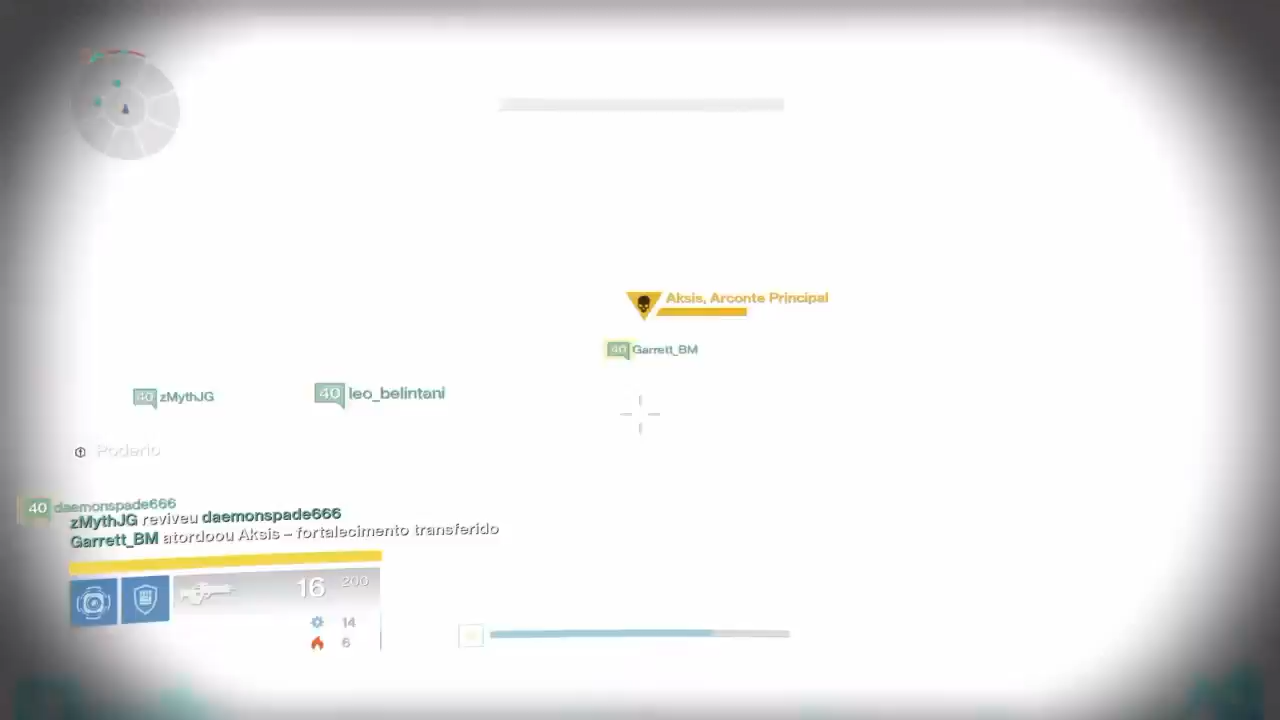 Aksis, Arconte Principal
40 Garrett_BM
40 zMythJG
40 leo_belintani
Poderio
40 daemonspade666
zMythJG reviveu daemonspade666
Garrett_BM atordoou Aksis – fortalecimento transferido
16 200
14
6